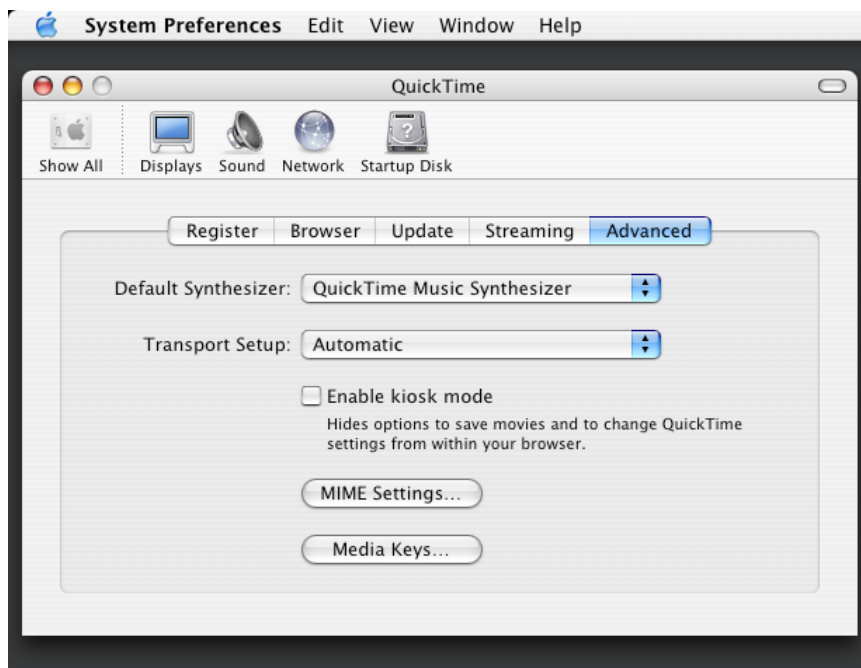 System Preferences Edit View Window Help
QuickTime
Show All Displays Sound Network Startup Disk
Register Browser Update Streaming Advanced
Default Synthesizer: QuickTime Music Synthesizer
Transport Setup: Automatic
Enable kiosk mode
Hides options to save movies and to change QuickTime
settings from within your browser.
MIME Settings...
Media Keys...